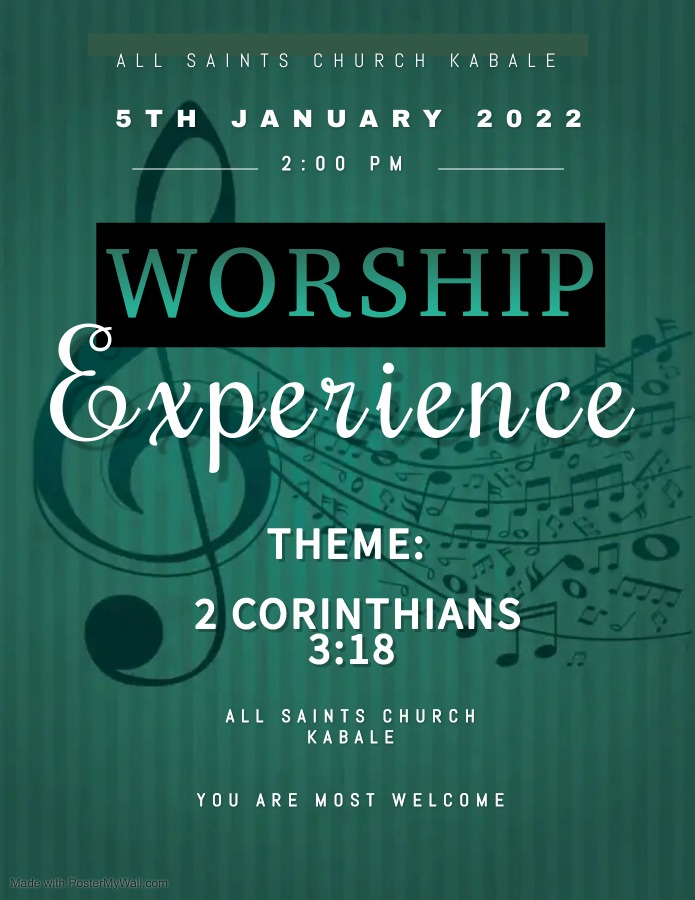 ALL SAINTS CHURCH KABALE
5TH JANUARY 2022
2:00 PM
WORSHIP
Experience
THEME:
2 CORINTHIANS
3:18
ALL SAINTS CHURCH
KABALE
YOU ARE MOST WELCOME
Made with PosterMyWall.com